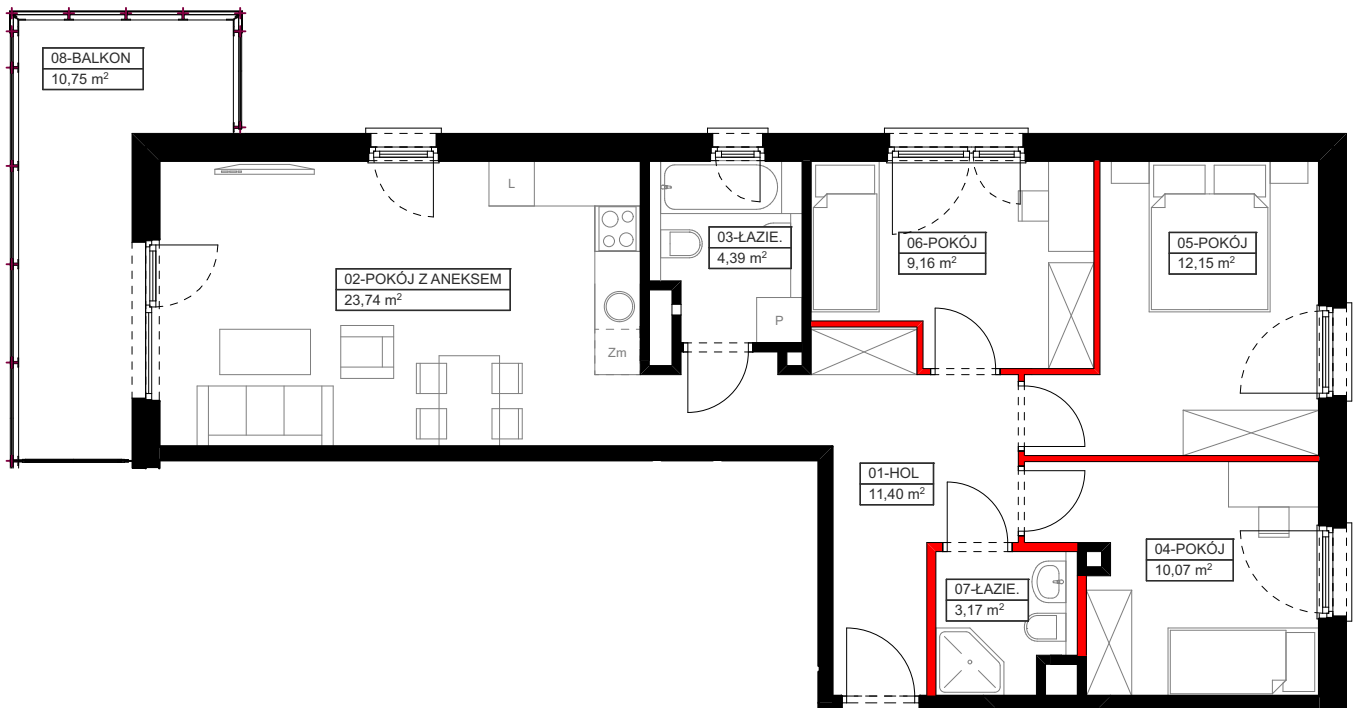 08-BALKON
10,75 m²
L
03-ŁAZIE.
4,39 m²
06-POKÓJ
9,16 m²
05-POKÓJ
12,15 m²
02-POKÓJ Z ANEKSEM
23,74 m²
P
Zm
01-HOL
11,40 m²
04-POKÓJ
10,07 m²
07-ŁAZIE.
3,17 m²